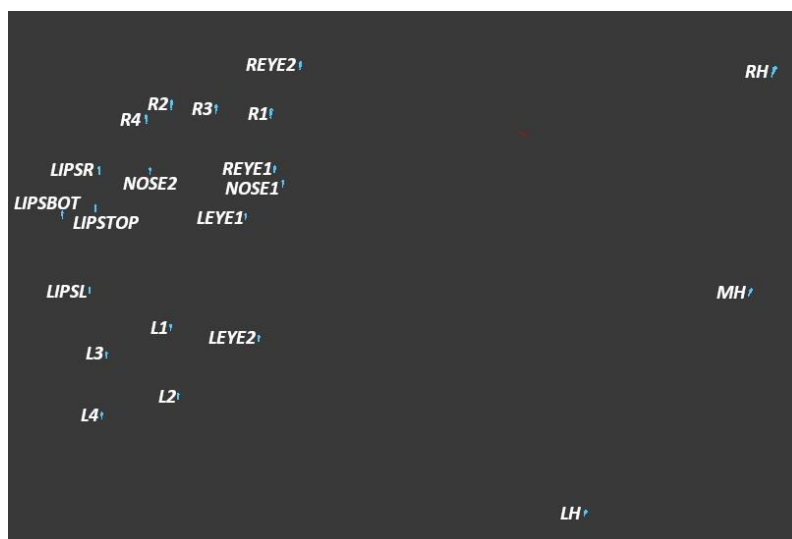 REYE2
RH
R2
R3
R1
R4
LIPSR
NOSE2
REYE1
NOSE1
LIPSBOT
LIPSTOP
LEYE1
LIPSL
MH
L1
LEYE2
L3
L2
L4
LH